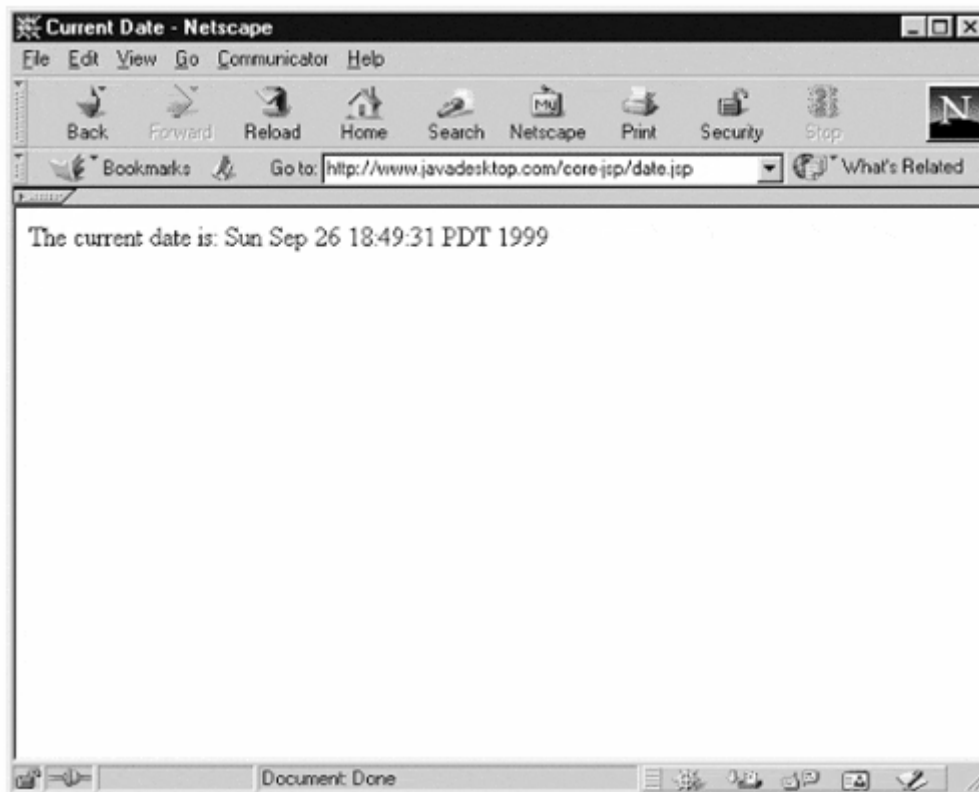 Current Date - Netscape
File Edit View Go Communicator Help
Back Forward Reload Home Search Netscape Print Security Stop
My
N
Bookmarks Go to: http://www.javadesktop.com/core-jsp/date.jsp What's Related
The current date is: Sun Sep 26 18:49:31 PDT 1999
Document: Done